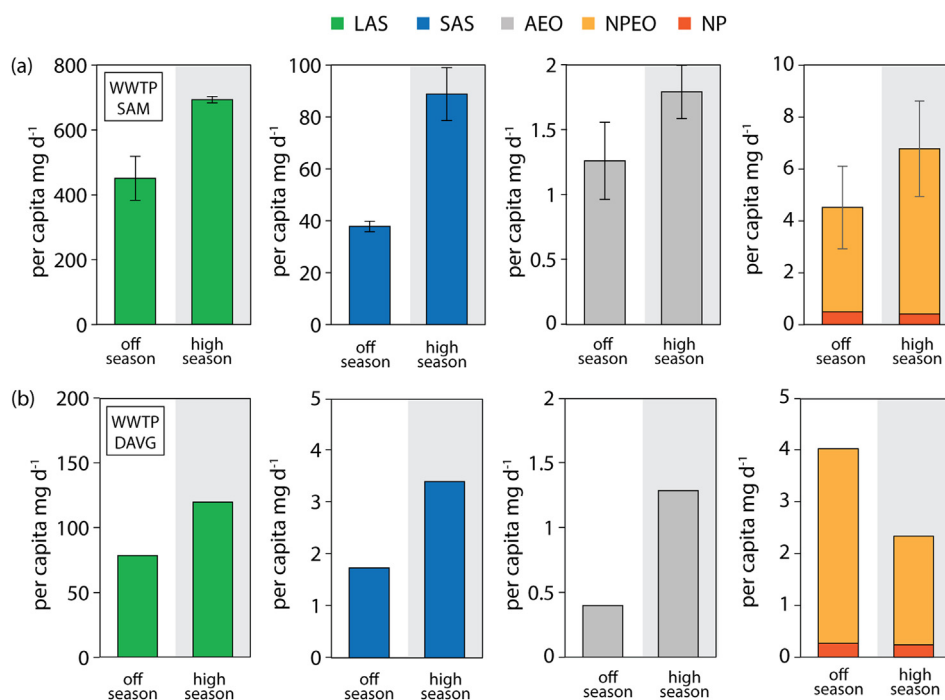 LAS SAS AEO NPEO NP
(a)
WWTP
SAM
per capita mg d⁻¹
800
600
400
200
0
off
season
high
season
per capita mg d⁻¹
100
80
60
40
20
0
off
season
high
season
per capita mg d⁻¹
2
1.5
1
0.5
0
off
season
high
season
per capita mg d⁻¹
10
8
6
4
2
0
off
season
high
season
(b)
WWTP
DAVG
per capita mg d⁻¹
200
150
100
50
0
off
season
high
season
per capita mg d⁻¹
5
4
3
2
1
0
off
season
high
season
per capita mg d⁻¹
2
1.5
1
0.5
0
off
season
high
season
per capita mg d⁻¹
5
4
3
2
1
0
off
season
high
season